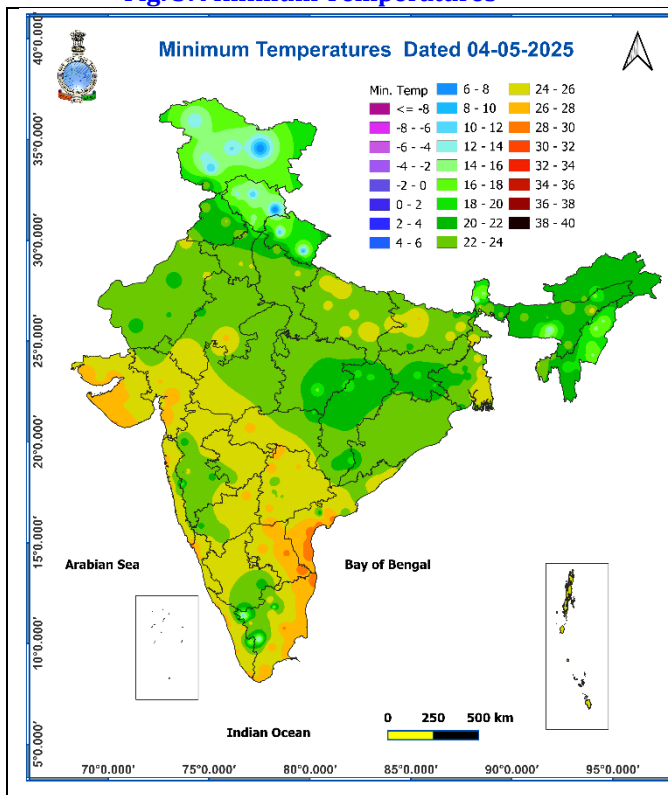 Fig. 5: Minimum Temperatures
Minimum Temperatures Dated 04-05-2025
Min. Temp
<= -8
-8 - -6
-6 - -4
-4 - -2
-2 - 0
0 - 2
2 - 4
4 - 6
6 - 8
8 - 10
10 - 12
12 - 14
14 - 16
16 - 18
18 - 20
20 - 22
22 - 24
24 - 26
26 - 28
28 - 30
30 - 32
32 - 34
34 - 36
36 - 38
38 - 40
40°0.000'
35°0.000'
30°0.000'
25°0.000'
20°0.000'
15°0.000'
10°0.000'
5°0.000'
Arabian Sea
Bay of Bengal
Indian Ocean
0 250 500 km
70°0.000' 75°0.000' 80°0.000' 85°0.000' 90°0.000' 95°0.000'